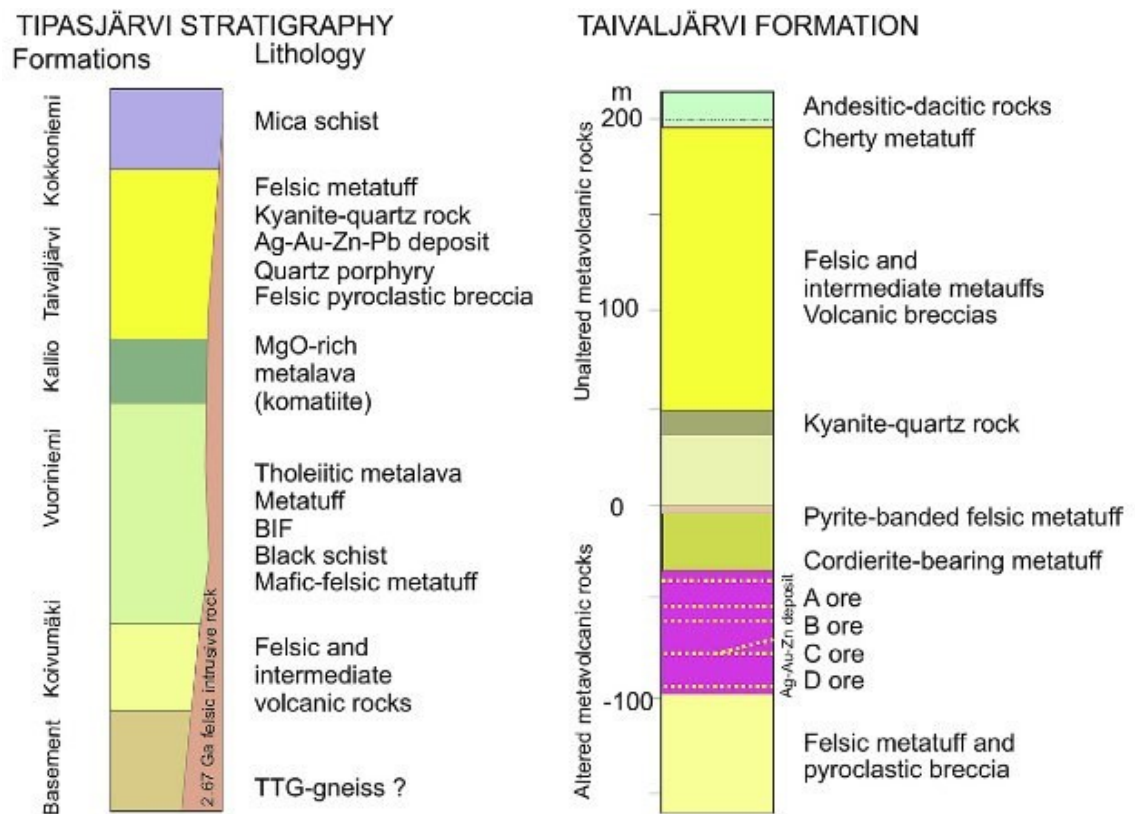 TIPASJÄRVI STRATIGRAPHY
Formations
Lithology
Kokkoniemi
Mica schist
Taivaljärvi
Felsic metatuff
Kyanite-quartz rock
Ag-Au-Zn-Pb deposit
Quartz porphyry
Felsic pyroclastic breccia
Kallio
MgO-rich
metalava
(komatiite)
Vuoriniemi
Tholeiitic metalava
Metatuff
BIF
Black schist
Mafic-felsic metatuff
Koivumäki
Felsic and
intermediate
volcanic rocks
Basement
TTG-gneiss ?
2.67 Ga felsic intrusive rock
TAIVALJÄRVI FORMATION
m
200
100
0
-100
Unaltered metavolcanic rocks
Altered metavolcanic rocks
Andesitic-dacitic rocks
Cherty metatuff
Felsic and
intermediate metauffs
Volcanic breccias
Kyanite-quartz rock
Pyrite-banded felsic metatuff
Cordierite-bearing metatuff
Ag-Au-Zn deposit
A ore
B ore
C ore
D ore
Felsic metatuff and
pyroclastic breccia